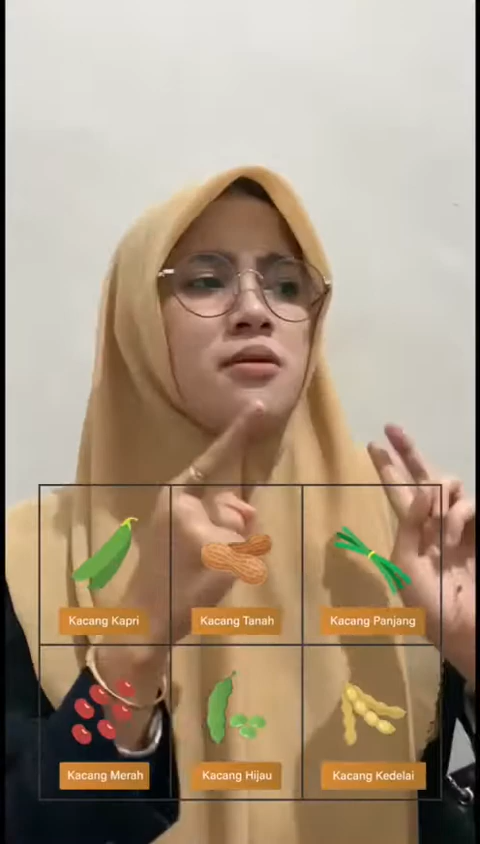 Kacang Kapri
Kacang Tanah
Kacang Panjang
Kacang Merah
Kacang Hijau
Kacang Kedelai